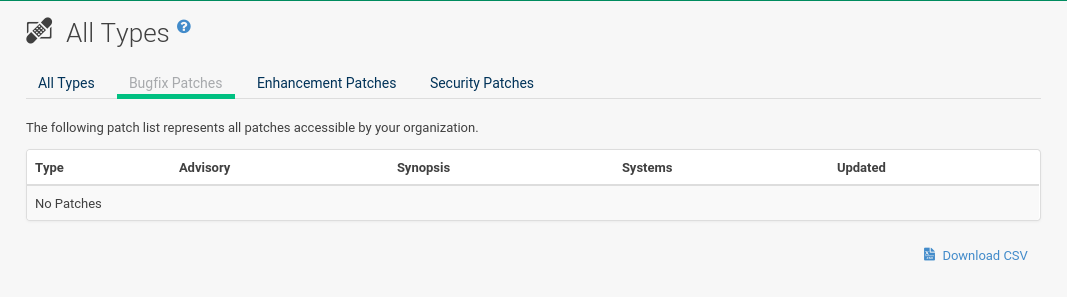 All Types ?
All Types Bugfix Patches Enhancement Patches Security Patches
The following patch list represents all patches accessible by your organization.
Type Advisory Synopsis Systems Updated
No Patches
Download CSV